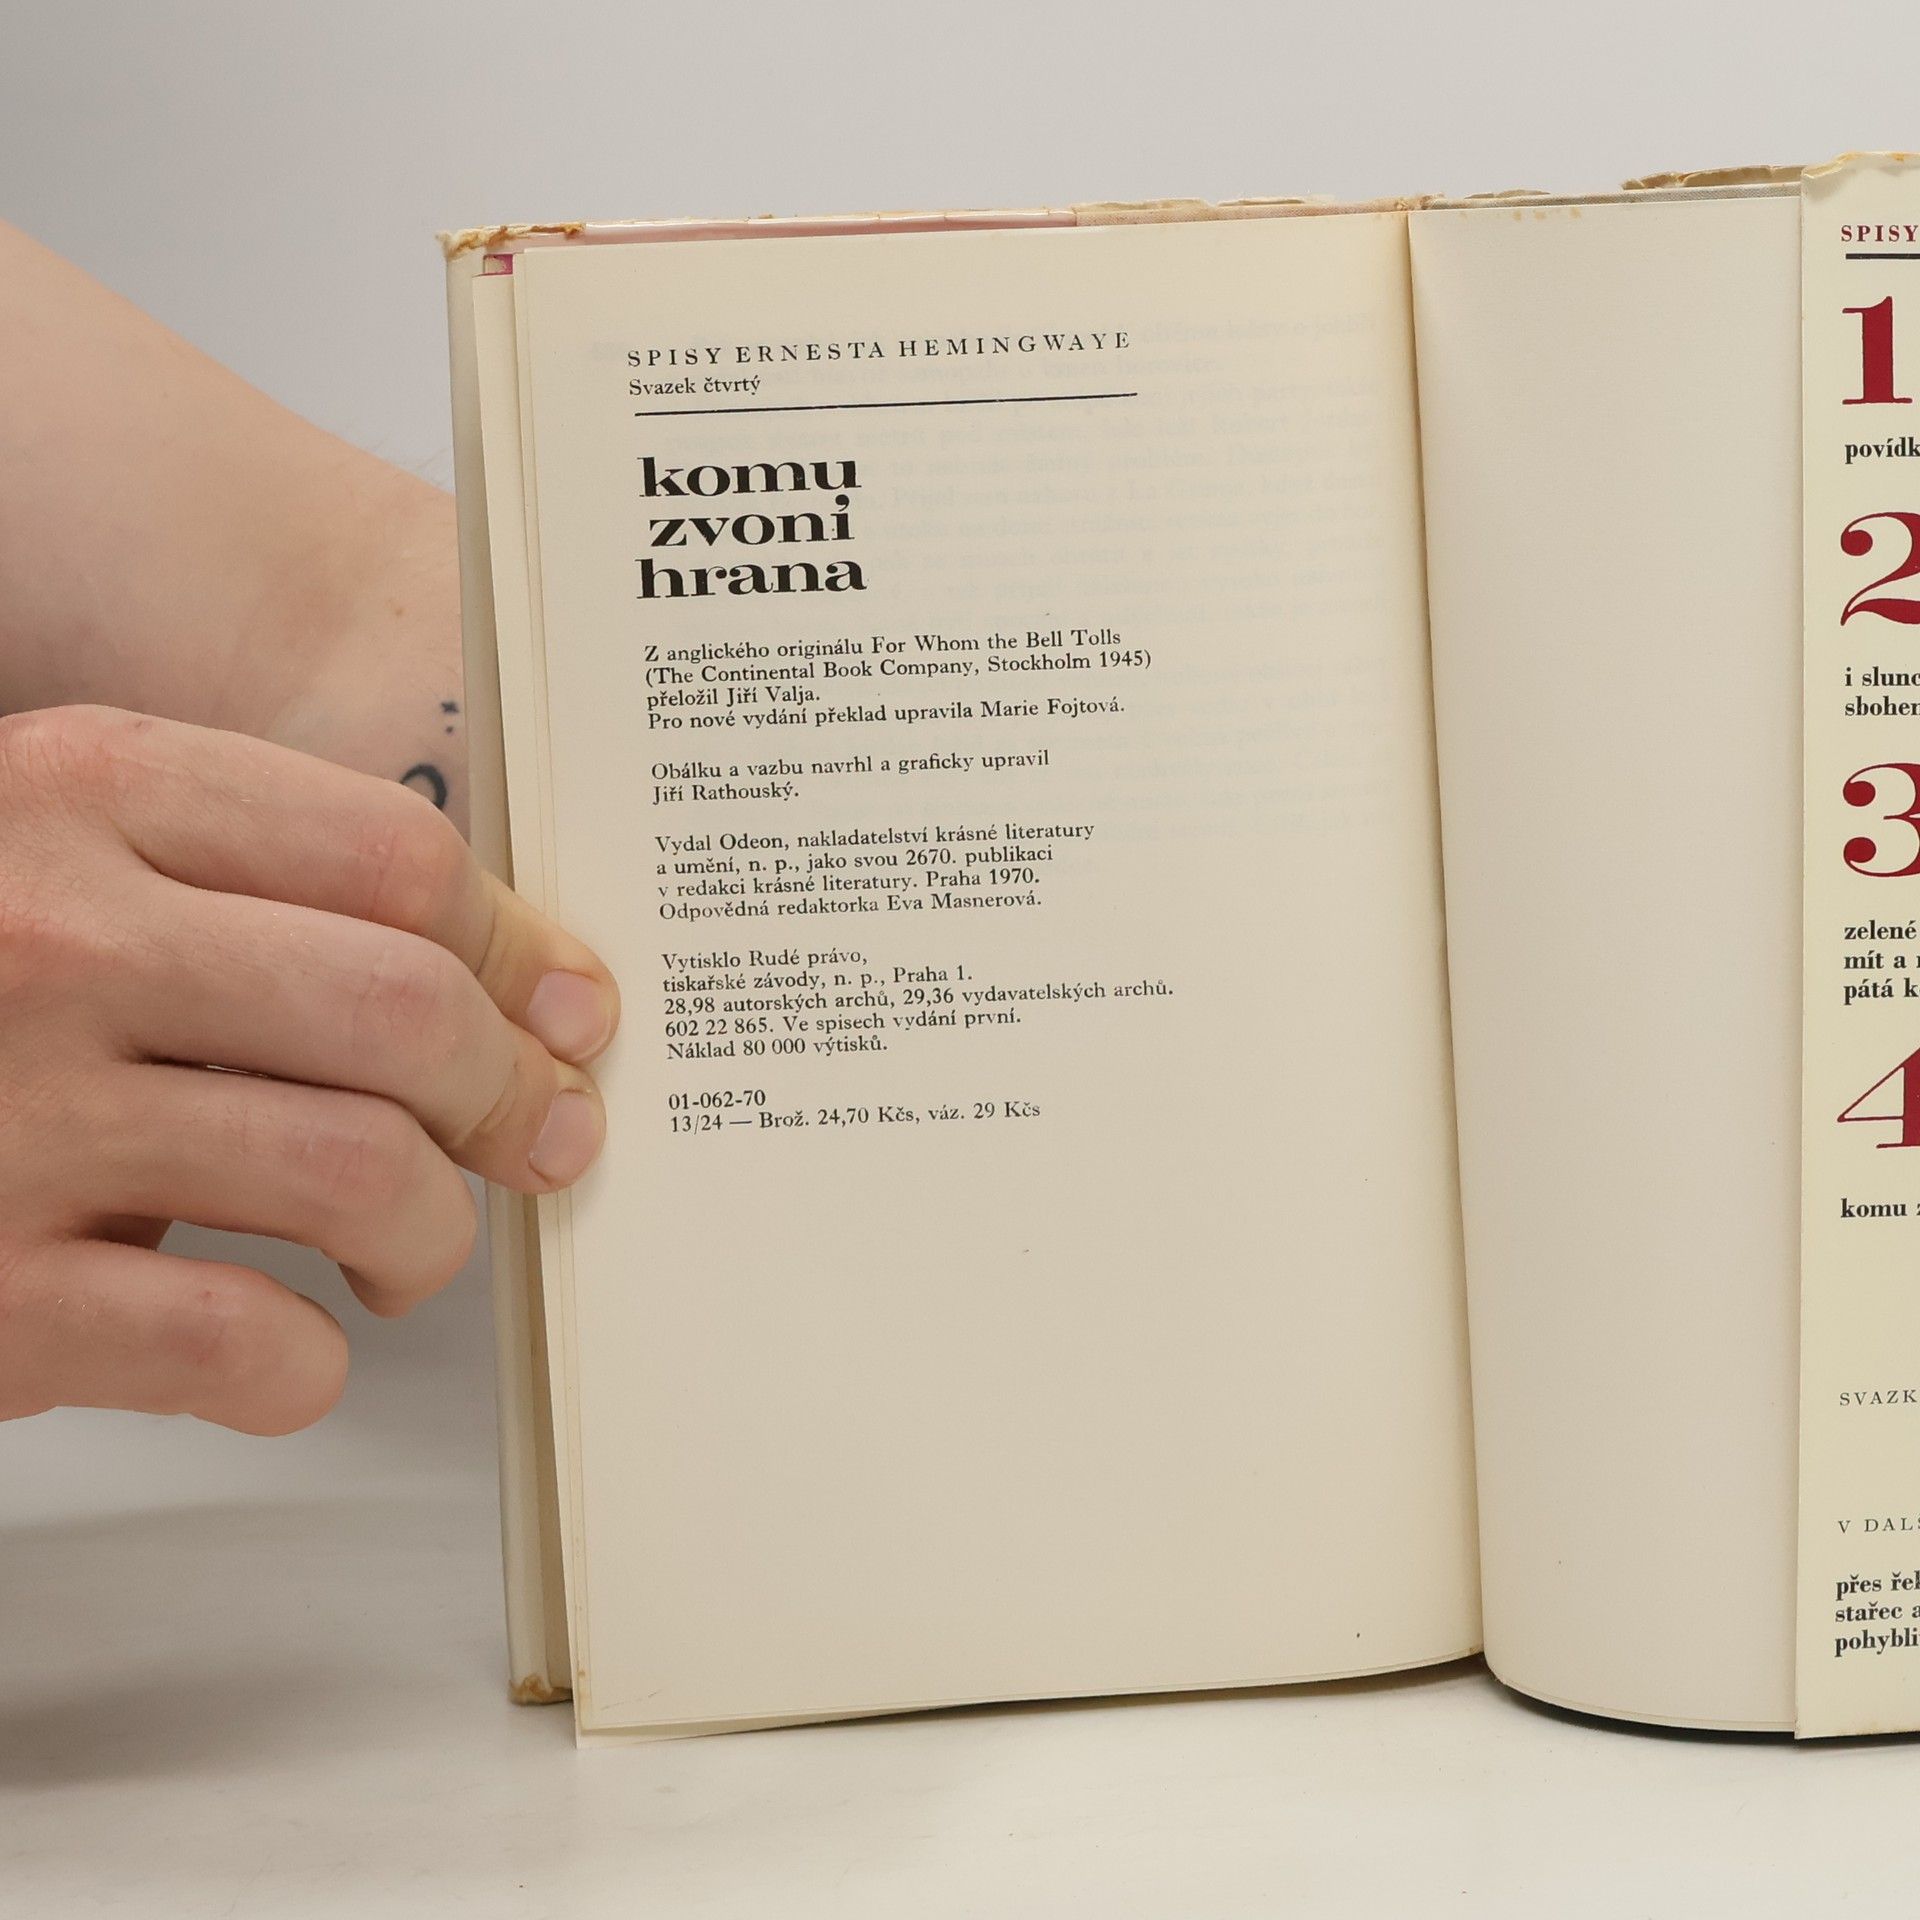 SPISY ERNESTA HEMINGWAYE
Svazek čtvrtý
komu
zvoní
hrana
Z anglického originálu For Whom the Bell Tolls
(The Continental Book Company, Stockholm 1945)
přeložil Jiří Valja.
Pro nové vydání překlad upravila Marie Fojtová.
Obálku a vazbu navrhl a graficky upravil
Jiří Rathouský.
Vydal Odeon, nakladatelství krásné literatury
a umění, n. p., jako svou 2670. publikaci
v redakci krásné literatury. Praha 1970.
Odpovědná redaktorka Eva Masnerová.
Vytisklo Rudé právo,
tiskařské závody, n. p., Praha 1.
28,98 autorských archů, 29,36 vydavatelských archů.
602 22 865. Ve spisech vydání první.
Náklad 80 000 výtisků.
01-062-70
13/24 — Brož. 24,70 Kčs, váz. 29 Kčs
SPISY
1
povídk
2
i slunc
sbohem
3
zelené
mít a
pátá k
4
komu z
SVAZK
V DALŠ
přes řek
stařec a
pohybli